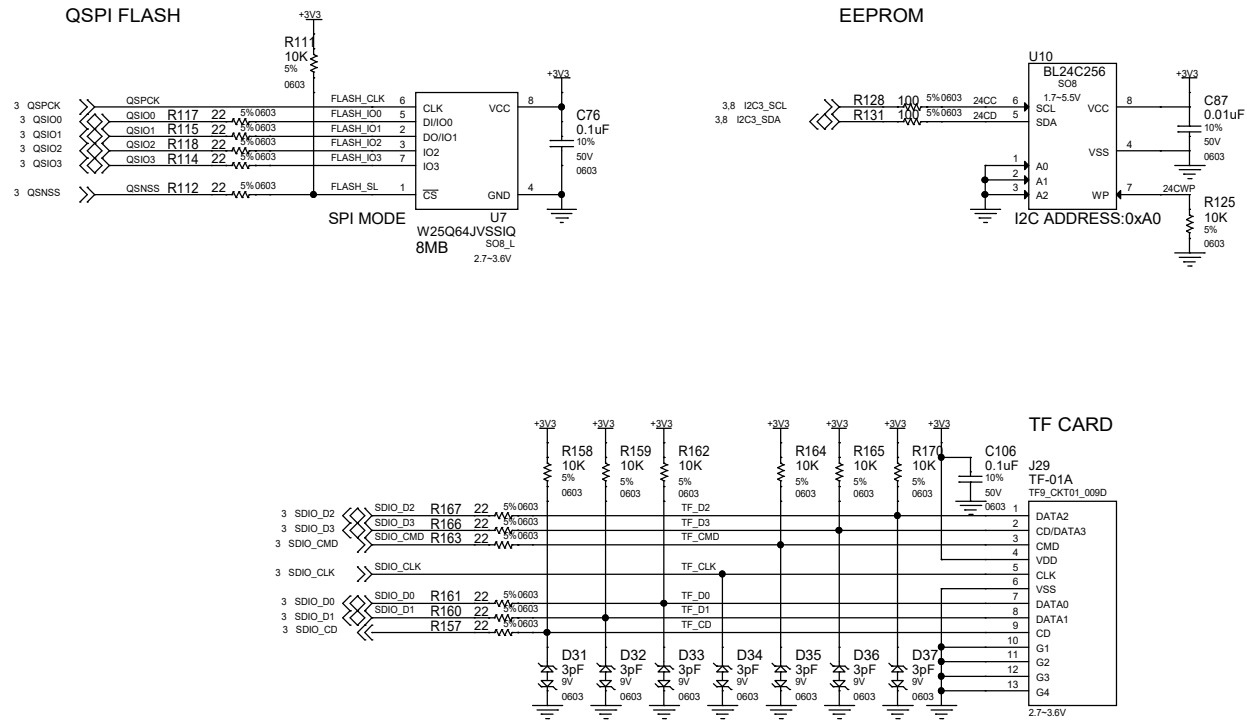 QSPI FLASH
+3V3
R111
10K
5%
0603
3 QSPCK QSPCK FLASH_CLK 6 CLK
3 QSIO0 QSIO0 R117 22 5% 0603 FLASH_IO0 5 DI/IO0
3 QSIO1 QSIO1 R115 22 5% 0603 FLASH_IO1 2 DO/IO1
3 QSIO2 QSIO2 R118 22 5% 0603 FLASH_IO2 3 IO2
3 QSIO3 QSIO3 R114 22 5% 0603 FLASH_IO3 7 IO3
3 QSNSS QSNSS R112 22 5% 0603 FLASH_SL 1 CS
VCC 8
GND 4
+3V3
C76
0.1uF
10%
50V
0603
SPI MODE
U7
W25Q64JVSSIQ
SO8_L
8MB
2.7~3.6V
EEPROM
U10
BL24C256
SO8
1.7~5.5V
3,8 I2C3_SCL R128 100 5% 0603 24CC 6 SCL
3,8 I2C3_SDA R131 100 5% 0603 24CD 5 SDA
1 A0
2 A1
3 A2
VCC 8
VSS 4
WP 7 24CWP
+3V3
C87
0.01uF
10%
50V
0603
R125
10K
5%
0603
I2C ADDRESS:0xA0
TF CARD
+3V3 +3V3 +3V3 +3V3 +3V3 +3V3 +3V3
R158 R159 R162 R164 R165 R170
10K 10K 10K 10K 10K 10K
5% 5% 5% 5% 5% 5%
0603 0603 0603 0603 0603 0603
C106
0.1uF
10%
50V
0603
J29
TF-01A
TF9_CKT01_009D
3 SDIO_D2 SDIO_D2 R167 22 5% 0603 TF_D2 1 DATA2
3 SDIO_D3 SDIO_D3 R166 22 5% 0603 TF_D3 2 CD/DATA3
3 SDIO_CMD SDIO_CMD R163 22 5% 0603 TF_CMD 3 CMD
4 VDD
3 SDIO_CLK SDIO_CLK TF_CLK 5 CLK
6 VSS
3 SDIO_D0 SDIO_D0 R161 22 5% 0603 TF_D0 7 DATA0
3 SDIO_D1 SDIO_D1 R160 22 5% 0603 TF_D1 8 DATA1
3 SDIO_CD R157 22 5% 0603 TF_CD 9 CD
10 G1
11 G2
12 G3
13 G4
D31 D32 D33 D34 D35 D36 D37
3pF 3pF 3pF 3pF 3pF 3pF 3pF
9V 9V 9V 9V 9V 9V 9V
0603 0603 0603 0603 0603 0603 0603
2.7~3.6V